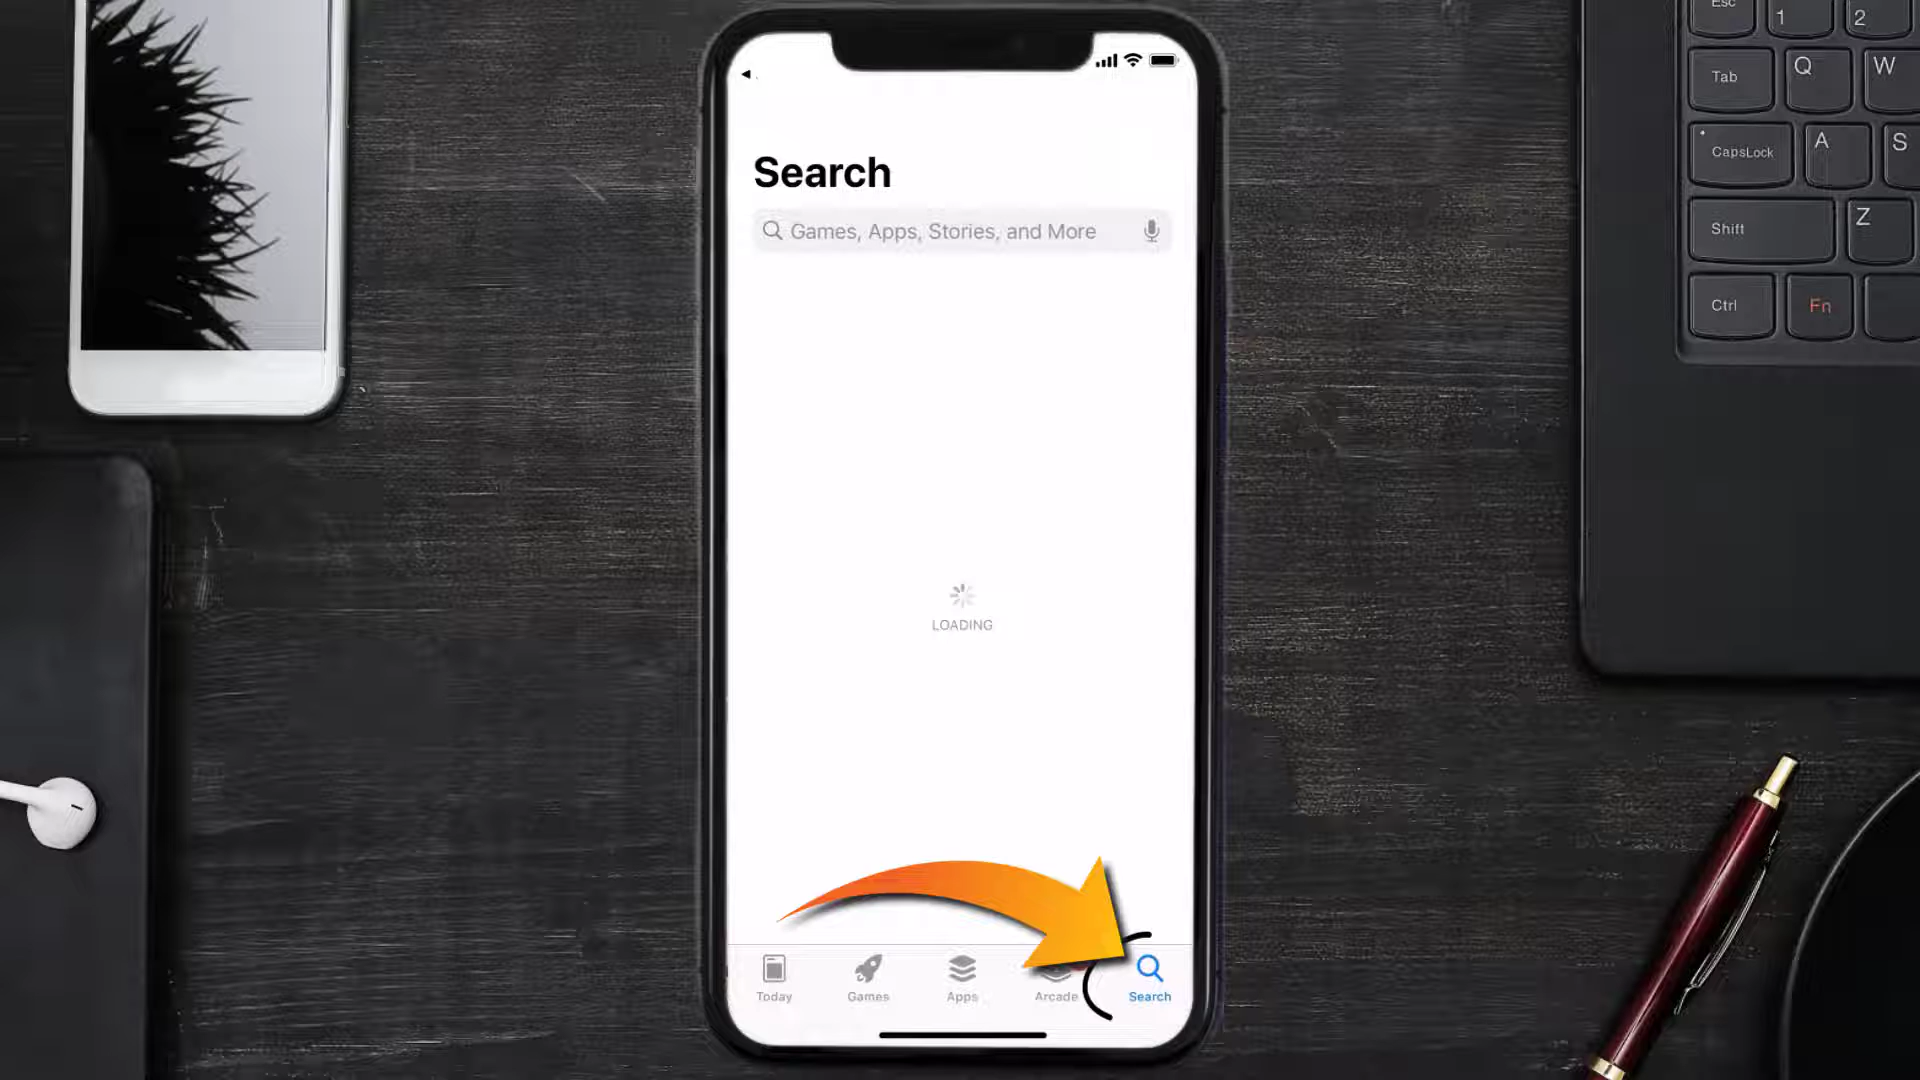 Search
Games, Apps, Stories, and More
LOADING
Today
Games
Apps
Arcade
Search
Esc
1
2
Tab
Q
W
CapsLock
A
S
Shift
Z
Ctrl
Fn